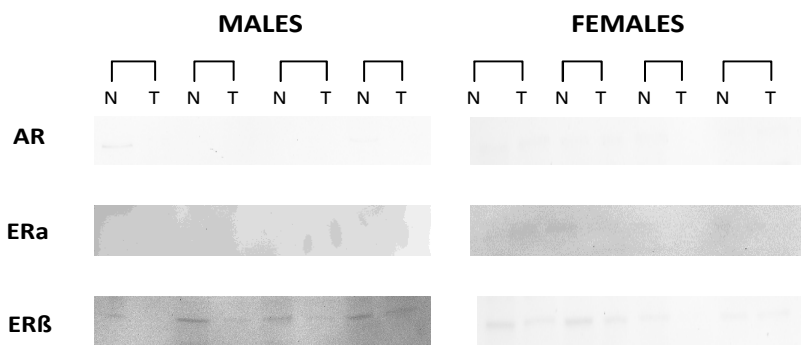 MALES FEMALES
N T N T N T N T N T N T N T N T
AR
ERa
ERß